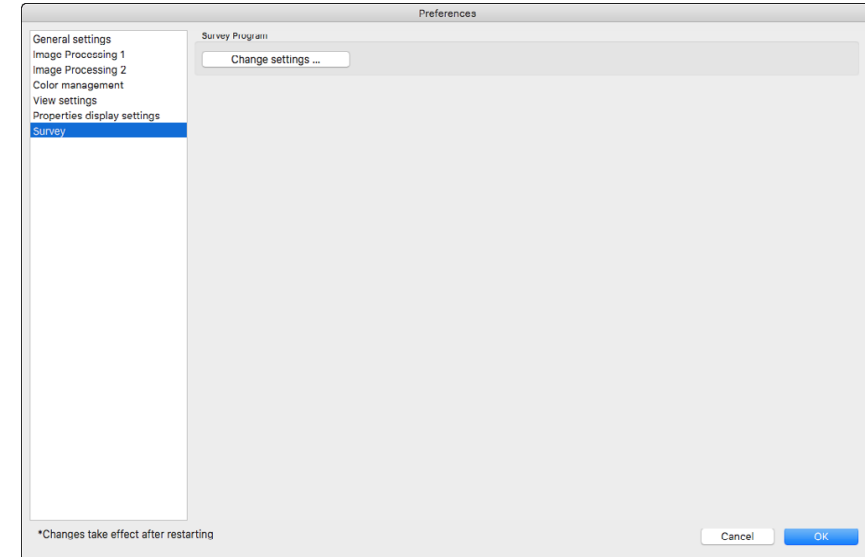 Preferences
General settings
Image Processing 1
Image Processing 2
Color management
View settings
Properties display settings
Survey
Survey Program
Change settings ...
*Changes take effect after restarting
Cancel
OK